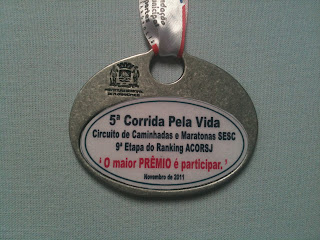 5ª Corrida Pela Vida
Circuito de Caminhadas e Maratonas SESC
9ª Etapa do Ranking ACORSJ
"O maior PRÊMIO é participar."
Novembro de 2011